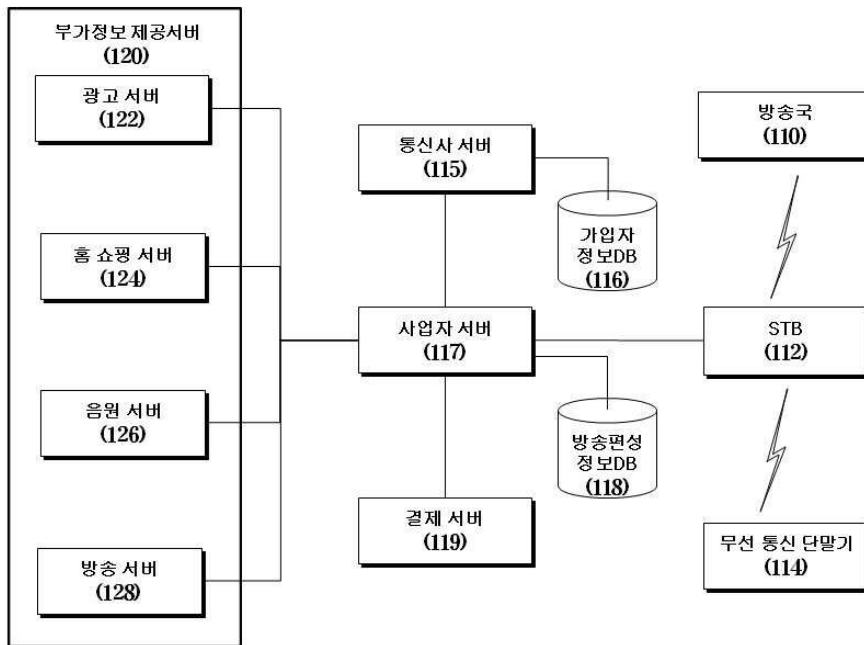 부가정보 제공서버
(120)
광고 서버
(122)
홈 쇼핑 서버
(124)
음원 서버
(126)
방송 서버
(128)
통신사 서버
(115)
가입자
정보DB
(116)
사업자 서버
(117)
방송편성
정보DB
(118)
결제 서버
(119)
방송국
(110)
STB
(112)
무선 통신 단말기
(114)